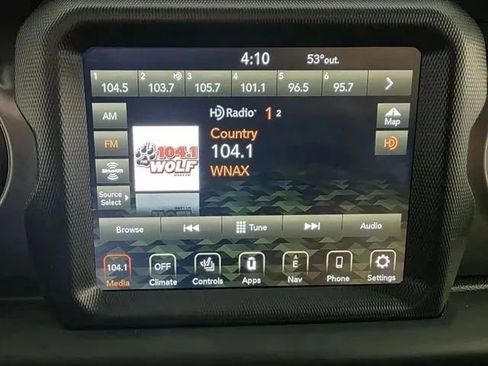 4:10 53°out.
1 2 HD 3 4 5 6
104.5 103.7 105.7 101.1 96.5 95.7
AM
HD Radio 1 2
Map
Country
FM
104.1
HD
104.1
WOLF
WNAX
SiriusXM
Source
Select
Browse Tune Audio
104.1 OFF E
Media Climate Controls Apps Nav Phone Settings